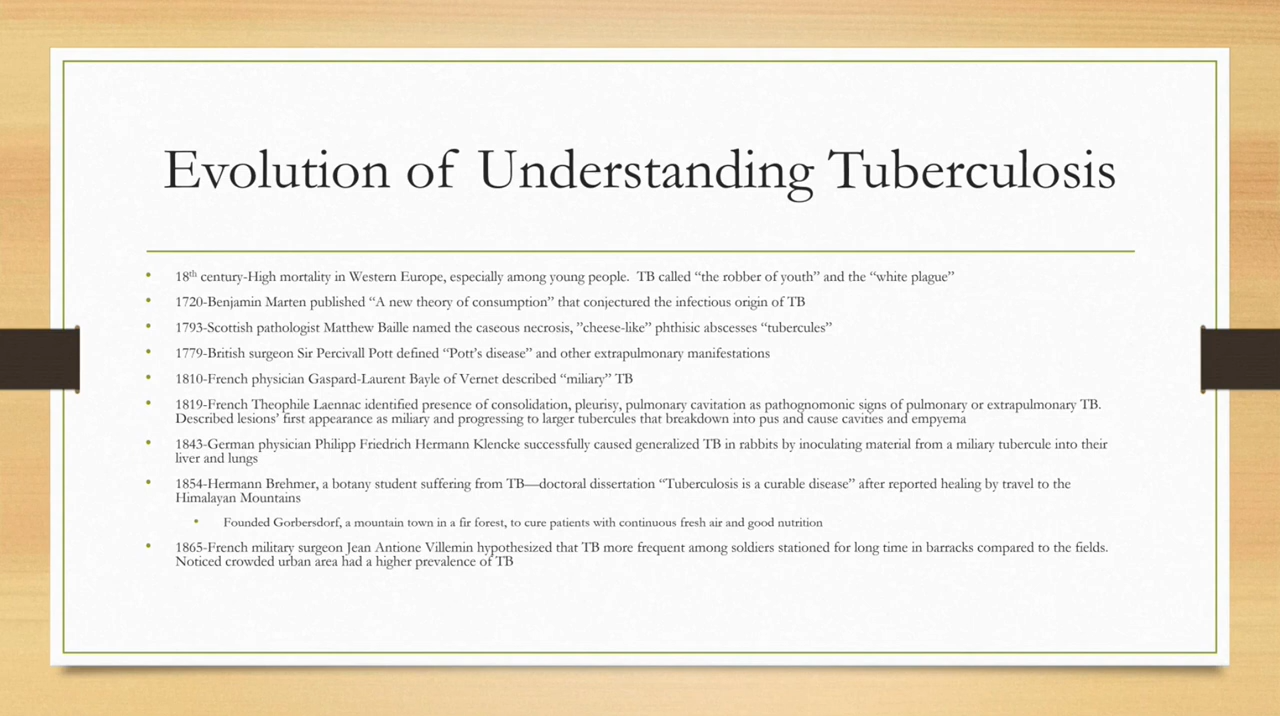 Evolution of Understanding Tuberculosis
• 18th century-High mortality in Western Europe, especially among young people.  TB called “the robber of youth” and the “white plague”
• 1720-Benjamin Marten published “A new theory of consumption” that conjectured the infectious origin of TB
• 1793-Scottish pathologist Matthew Baille named the caseous necrosis, ”cheese-like” phthisic abscesses “tubercules”
• 1779-British surgeon Sir Percivall Pott defined “Pott’s disease” and other extrapulmonary manifestations
• 1810-French physician Gaspard-Laurent Bayle of Vernet described “miliary” TB
• 1819-French Theophile Laennec identified presence of consolidation, pleurisy, pulmonary cavitation as pathognomonic signs of pulmonary or extrapulmonary TB.
Described lesions’ first appearance as miliary and progressing to larger tubercules that breakdown into pus and cause cavities and empyema
• 1843-German physician Philipp Friedrich Hermann Klencke successfully caused generalized TB in rabbits by inoculating material from a miliary tubercule into their
liver and lungs
• 1854-Hermann Brehmer, a botany student suffering from TB—doctoral dissertation “Tuberculosis is a curable disease” after reported healing by travel to the
Himalayan Mountains
• Founded Gorbersdorf, a mountain town in a fir forest, to cure patients with continuous fresh air and good nutrition
• 1865-French military surgeon Jean Antione Villemin hypothesized that TB more frequent among soldiers stationed for long time in barracks compared to the fields.
Noticed crowded urban area had a higher prevalence of TB